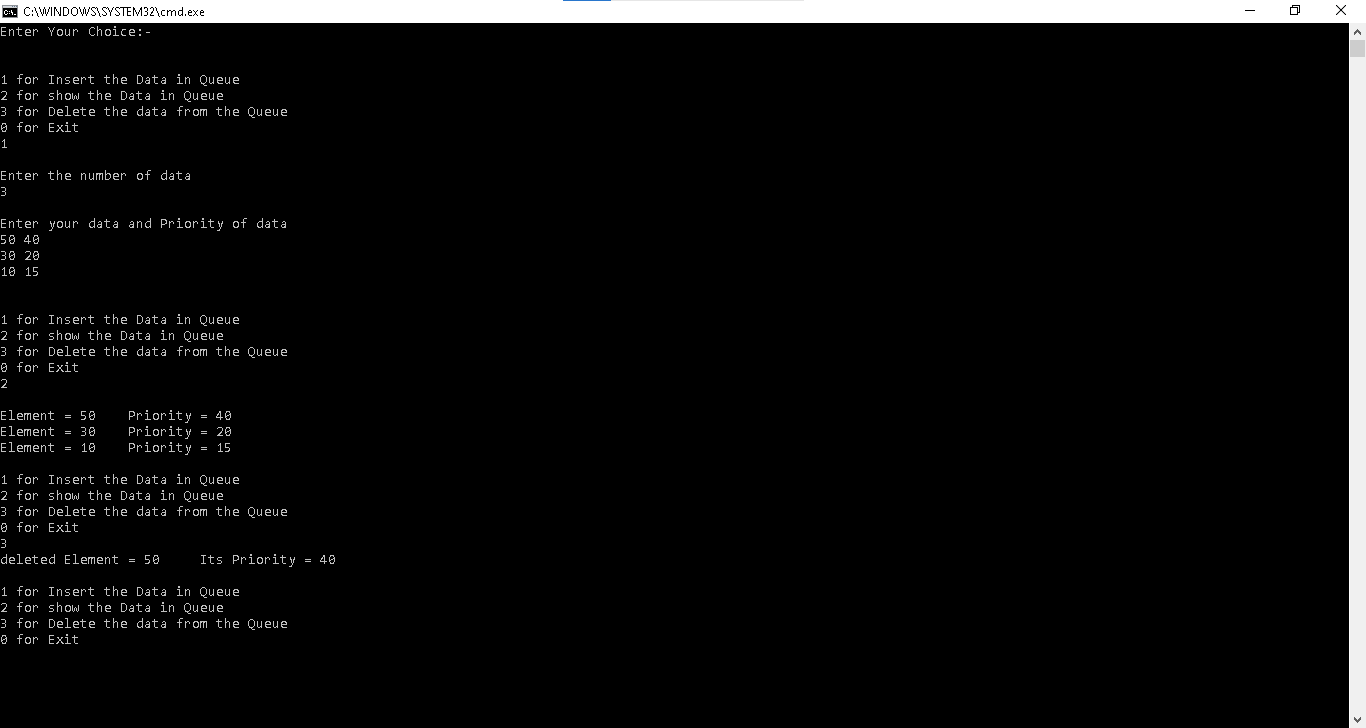 C:\WINDOWS\SYSTEM32\cmd.exe
Enter Your Choice:-
1 for Insert the Data in Queue
2 for show the Data in Queue
3 for Delete the data from the Queue
0 for Exit
1
Enter the number of data
3
Enter your data and Priority of data
50 40
30 20
10 15
1 for Insert the Data in Queue
2 for show the Data in Queue
3 for Delete the data from the Queue
0 for Exit
2
Element = 50    Priority = 40
Element = 30    Priority = 20
Element = 10    Priority = 15
1 for Insert the Data in Queue
2 for show the Data in Queue
3 for Delete the data from the Queue
0 for Exit
3
deleted Element = 50     Its Priority = 40
1 for Insert the Data in Queue
2 for show the Data in Queue
3 for Delete the data from the Queue
0 for Exit